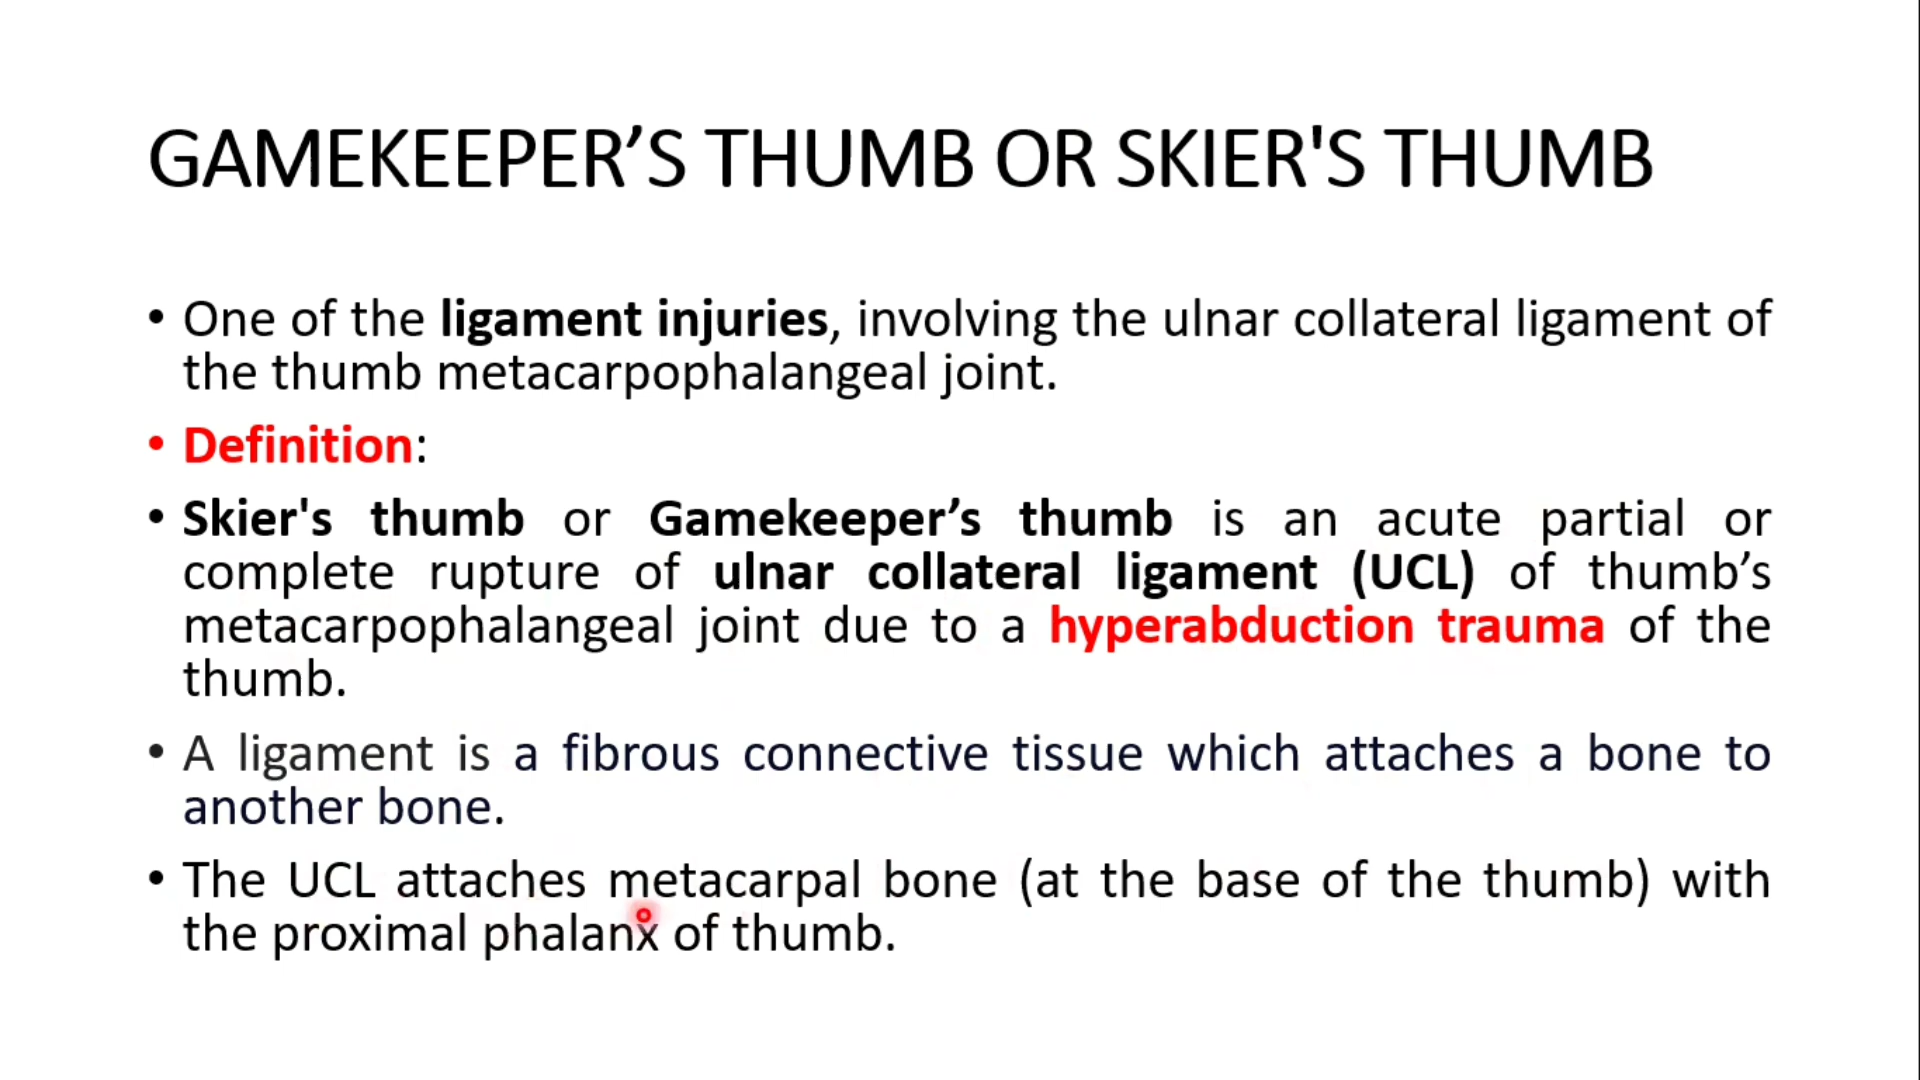 GAMEKEEPER’S THUMB OR SKIER'S THUMB
• One of the ligament injuries, involving the ulnar collateral ligament of
the thumb metacarpophalangeal joint.
• Definition:
• Skier's thumb or Gamekeeper’s thumb is an acute partial or
complete rupture of ulnar collateral ligament (UCL) of thumb’s
metacarpophalangeal joint due to a hyperabduction trauma of the
thumb.
• A ligament is a fibrous connective tissue which attaches a bone to
another bone.
• The UCL attaches metacarpal bone (at the base of the thumb) with
the proximal phalanx of thumb.